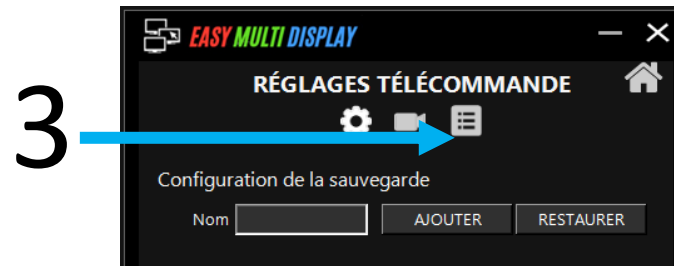 EASY MULTI DISPLAY
RÉGLAGES TÉLÉCOMMANDE
3
Configuration de la sauvegarde
Nom AJOUTER RESTAURER